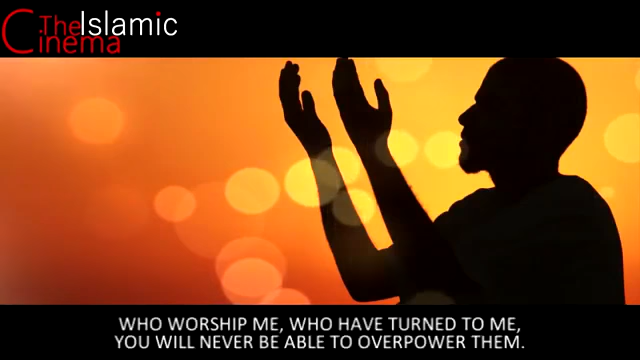 The Islamic
Cinema
WHO WORSHIP ME, WHO HAVE TURNED TO ME,
YOU WILL NEVER BE ABLE TO OVERPOWER THEM.